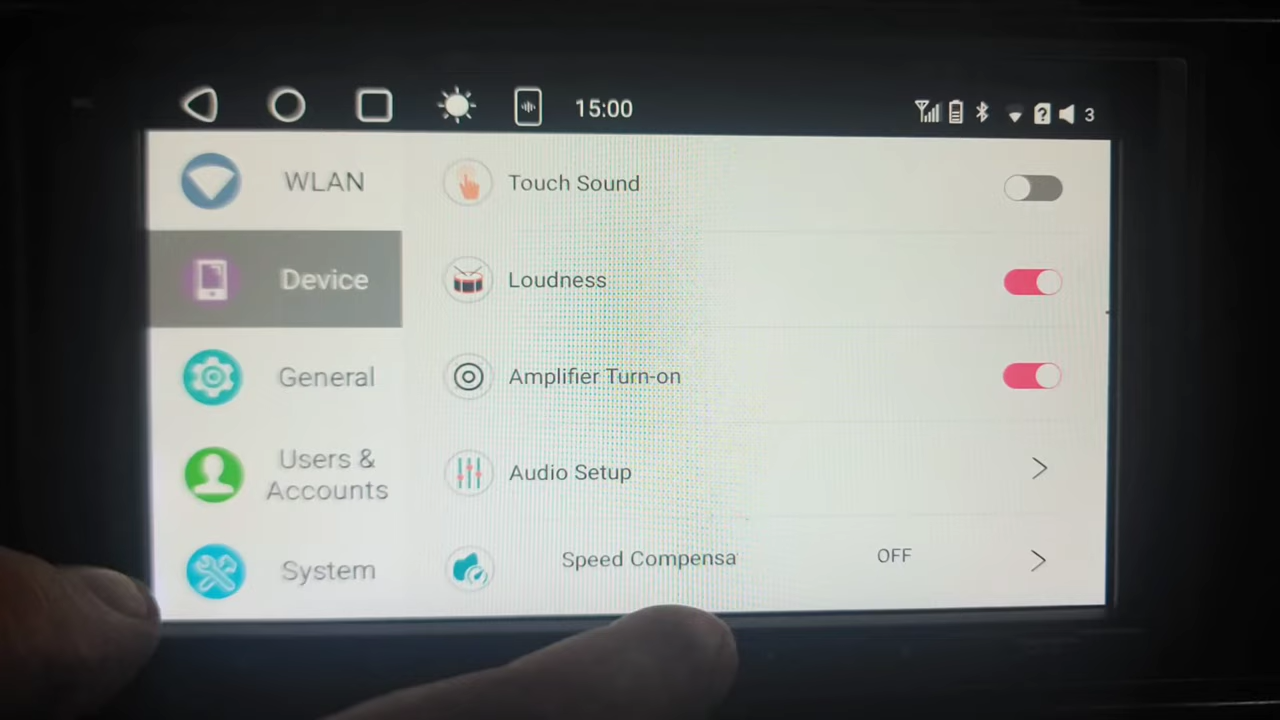 15:00
3
WLAN
Device
General
Users &
Accounts
System
Touch Sound
Loudness
Amplifier Turn-on
Audio Setup
Speed Compensa
OFF